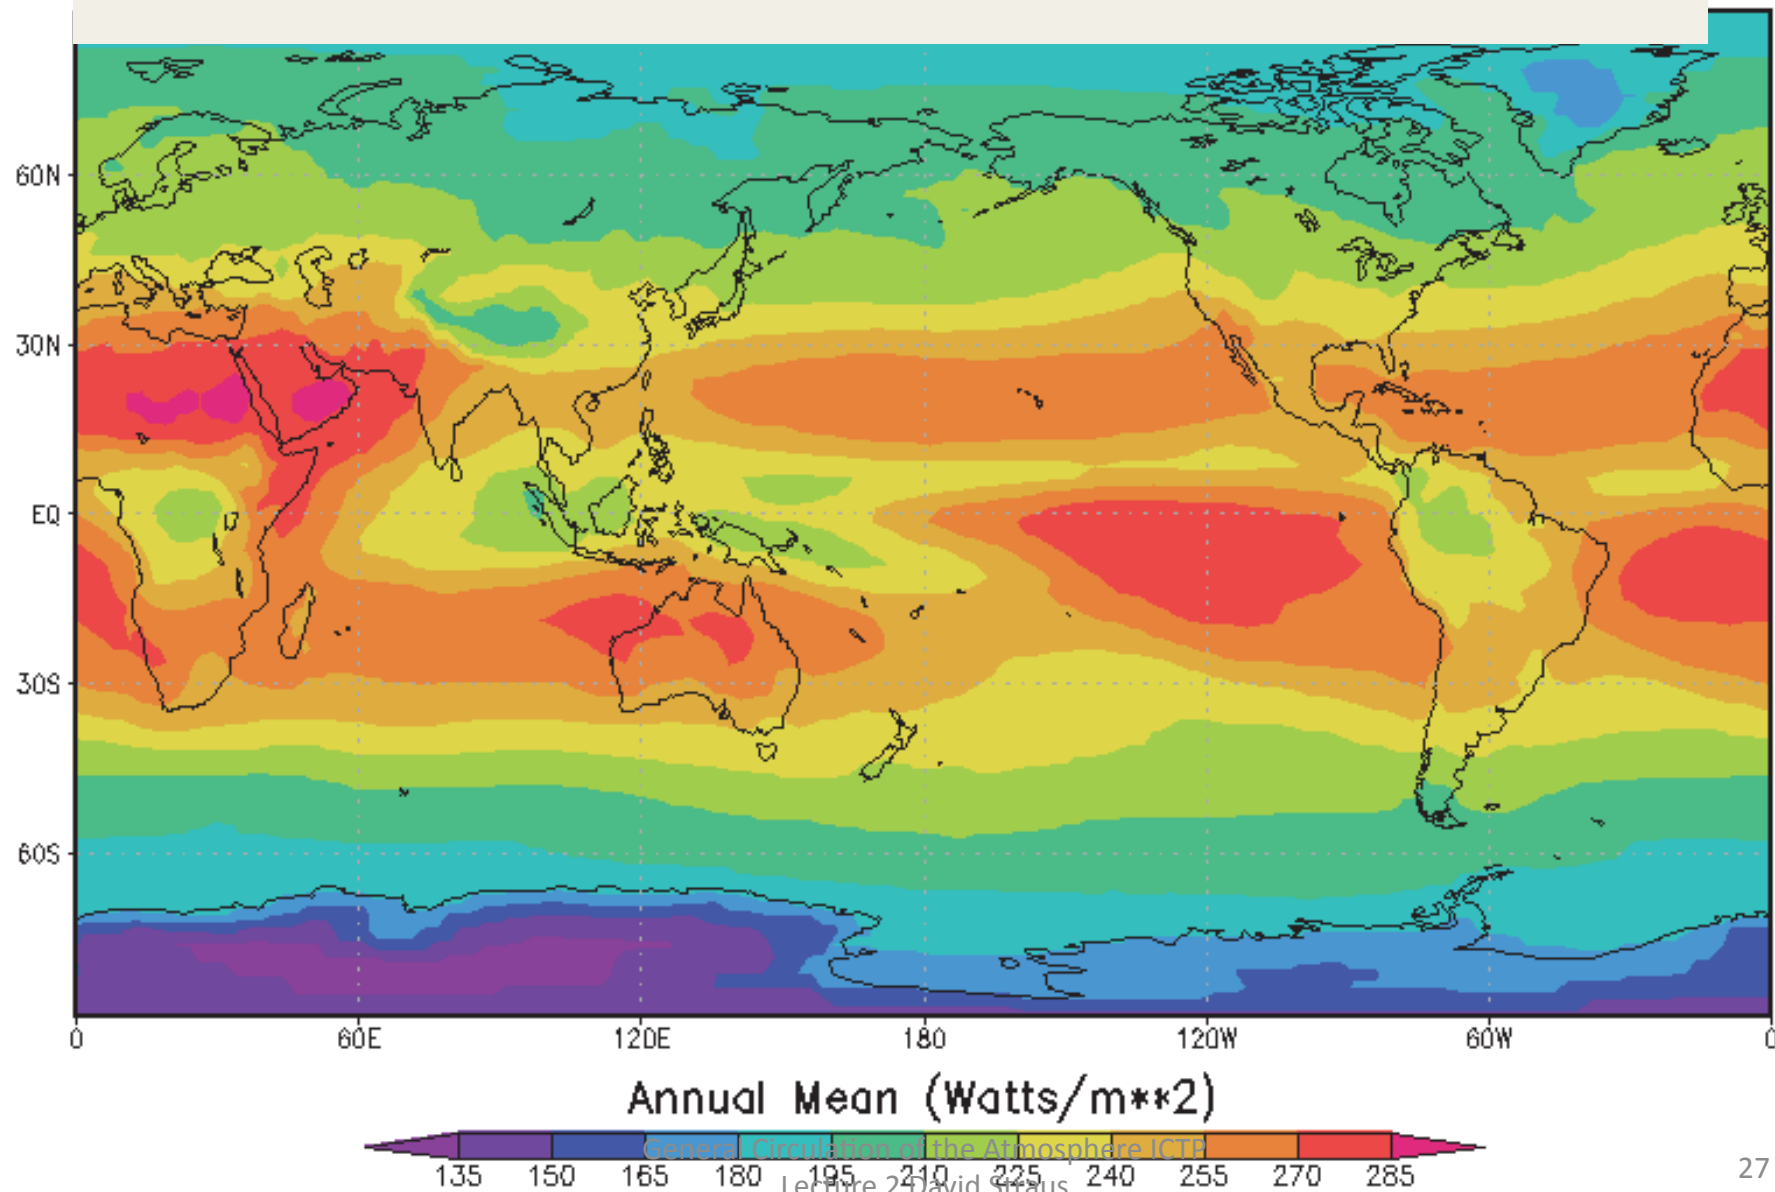 60N
30N
EQ
30S
60S
0 60E 120E 180 120W 60W 0
Annual Mean (Watts/m**2)
General Circulation of the Atmosphere ICTP
135 150 165 180 195 210 225 240 255 270 285
Lecture 2 David Straus
27